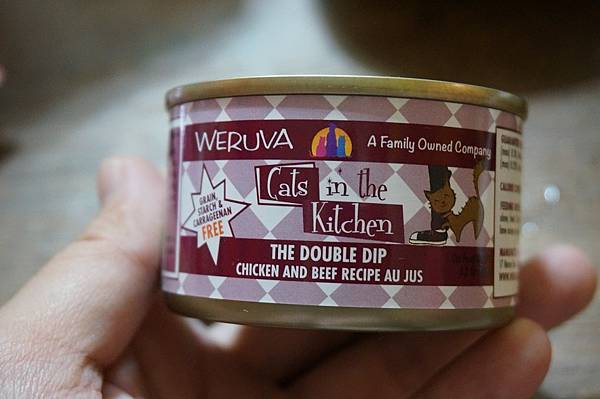 WERUVA
A Family Owned Company
Cats in the
Kitchen
GRAIN,
STARCH &
CARRAGEENAN
FREE
THE DOUBLE DIP
CHICKEN AND BEEF RECIPE AU JUS